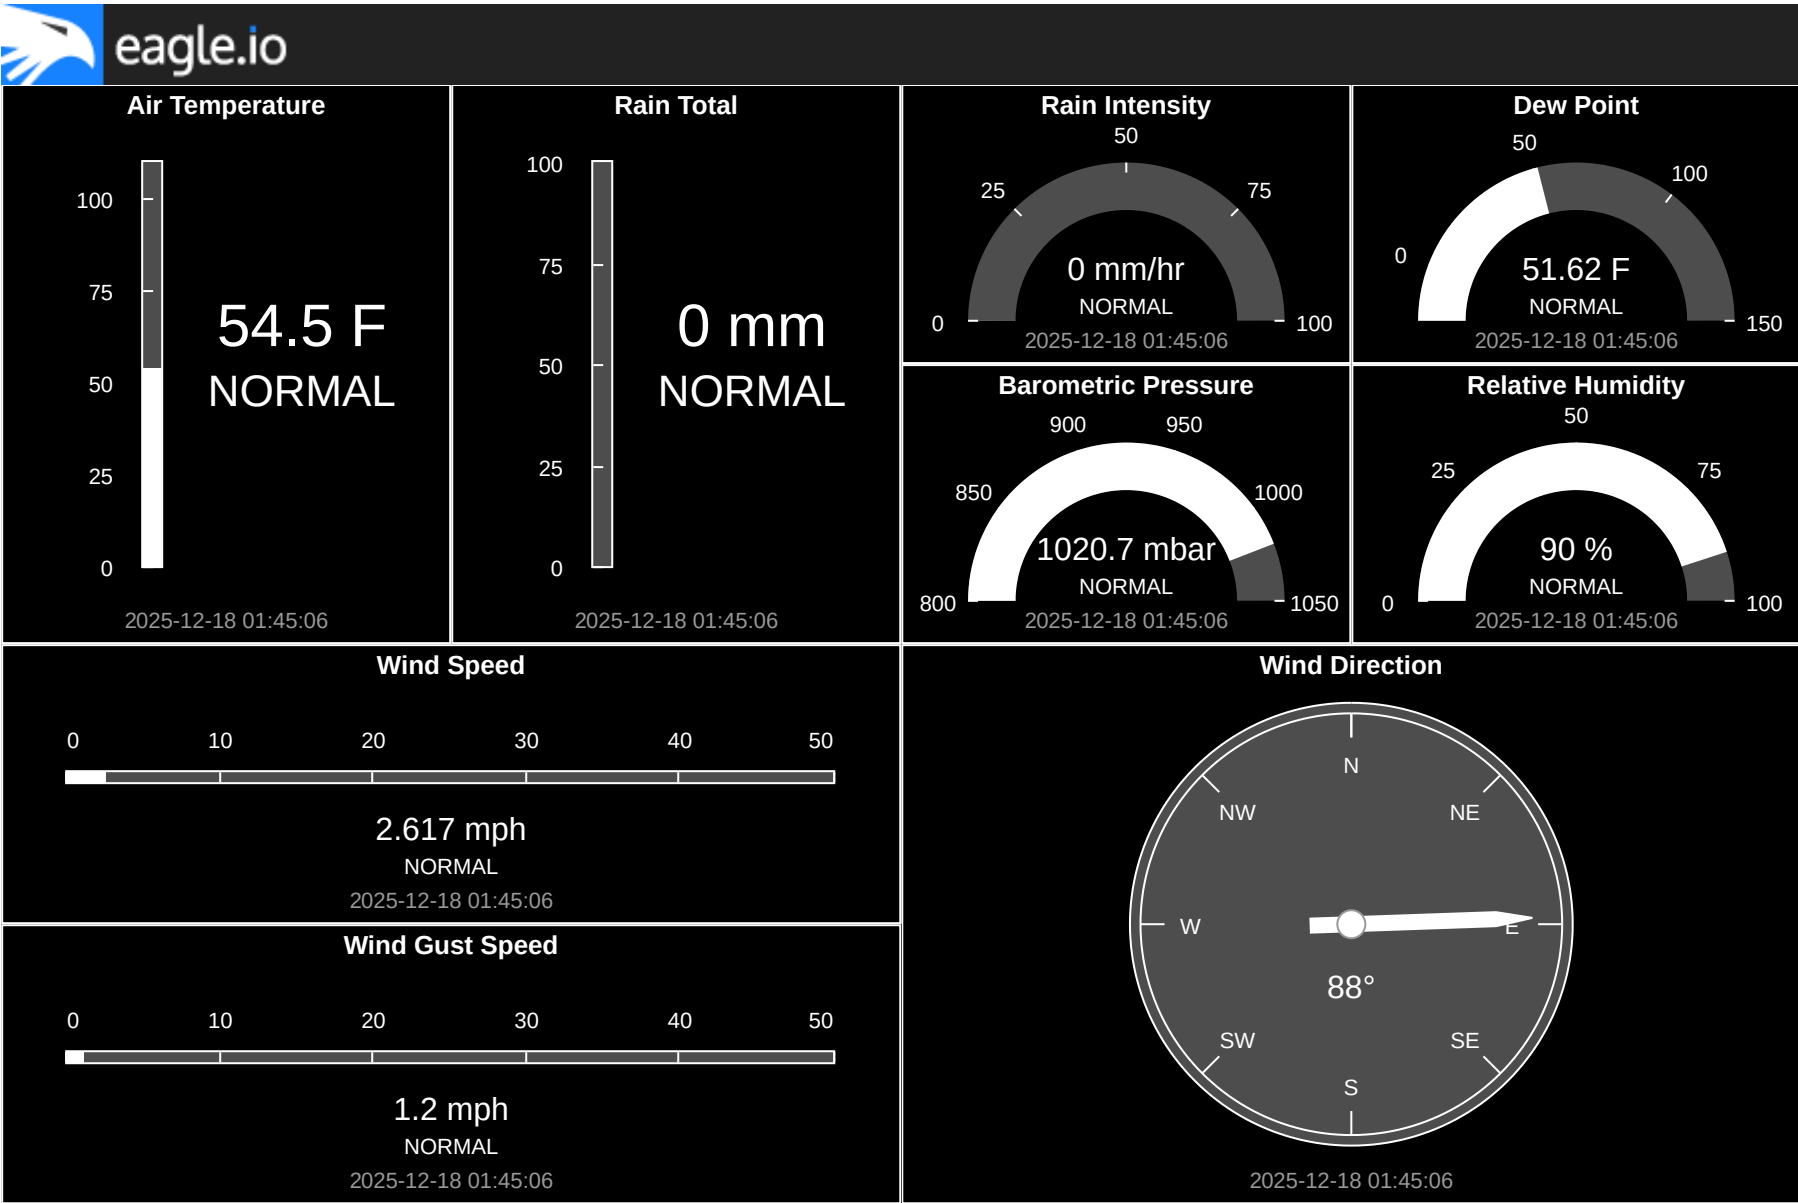 eagle.io
Air Temperature
100
75
50
25
0
54.5 F
NORMAL
2025-12-18 01:45:06
Rain Total
100
75
50
25
0
0 mm
NORMAL
2025-12-18 01:45:06
Rain Intensity
50
25
75
0
100
0 mm/hr
NORMAL
2025-12-18 01:45:06
Dew Point
50
100
0
150
51.62 F
NORMAL
2025-12-18 01:45:06
Barometric Pressure
900
950
850
1000
800
1050
1020.7 mbar
NORMAL
2025-12-18 01:45:06
Relative Humidity
50
25
75
0
100
90 %
NORMAL
2025-12-18 01:45:06
Wind Speed
0 10 20 30 40 50
2.617 mph
NORMAL
2025-12-18 01:45:06
Wind Gust Speed
0 10 20 30 40 50
1.2 mph
NORMAL
2025-12-18 01:45:06
Wind Direction
N
NW NE
W E
88°
SW SE
S
2025-12-18 01:45:06